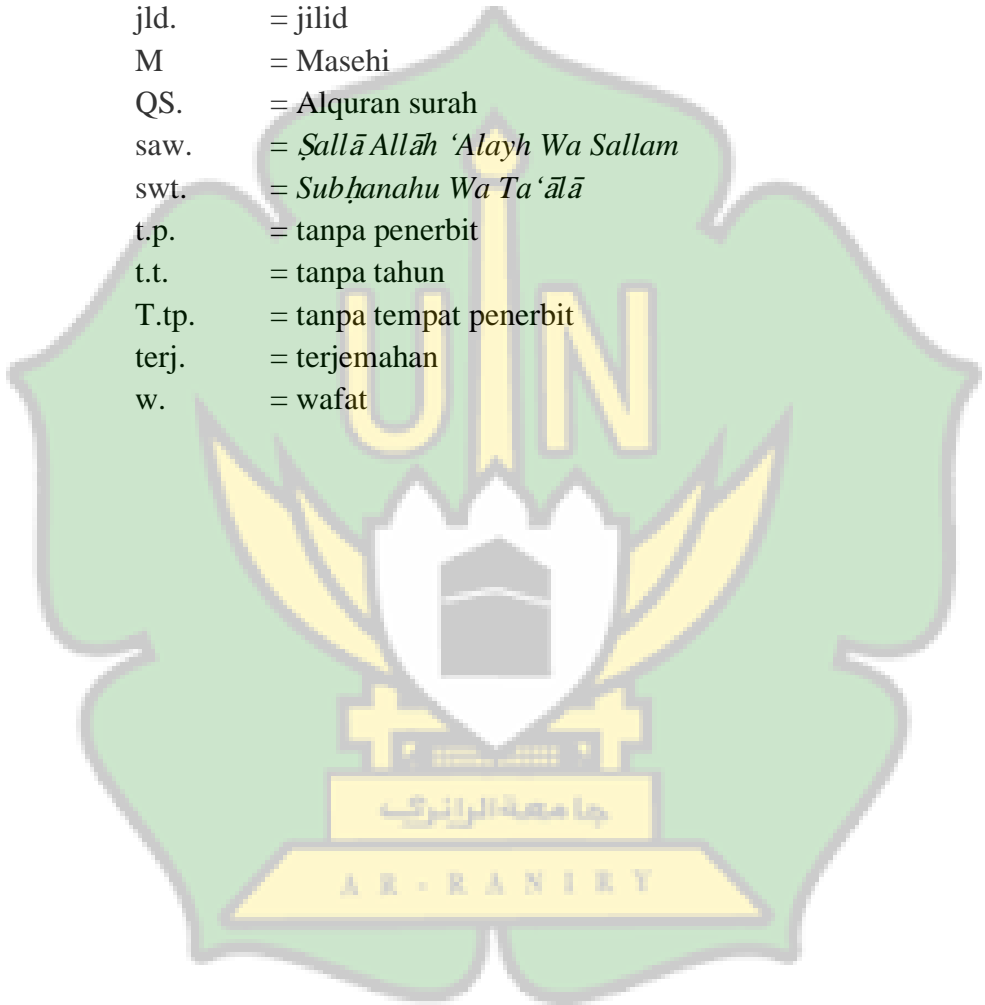 jld. = jilid
M = Masehi
QS. = Alquran surah
saw. = Ṣallā Allāh ‘Alayh Wa Sallam
swt. = Subḥanahu Wa Ta‘ālā
t.p. = tanpa penerbit
t.t. = tanpa tahun
T.tp. = tanpa tempat penerbit
terj. = terjemahan
w. = wafat
UIN
جامعة الرانري
AR-RANIRY